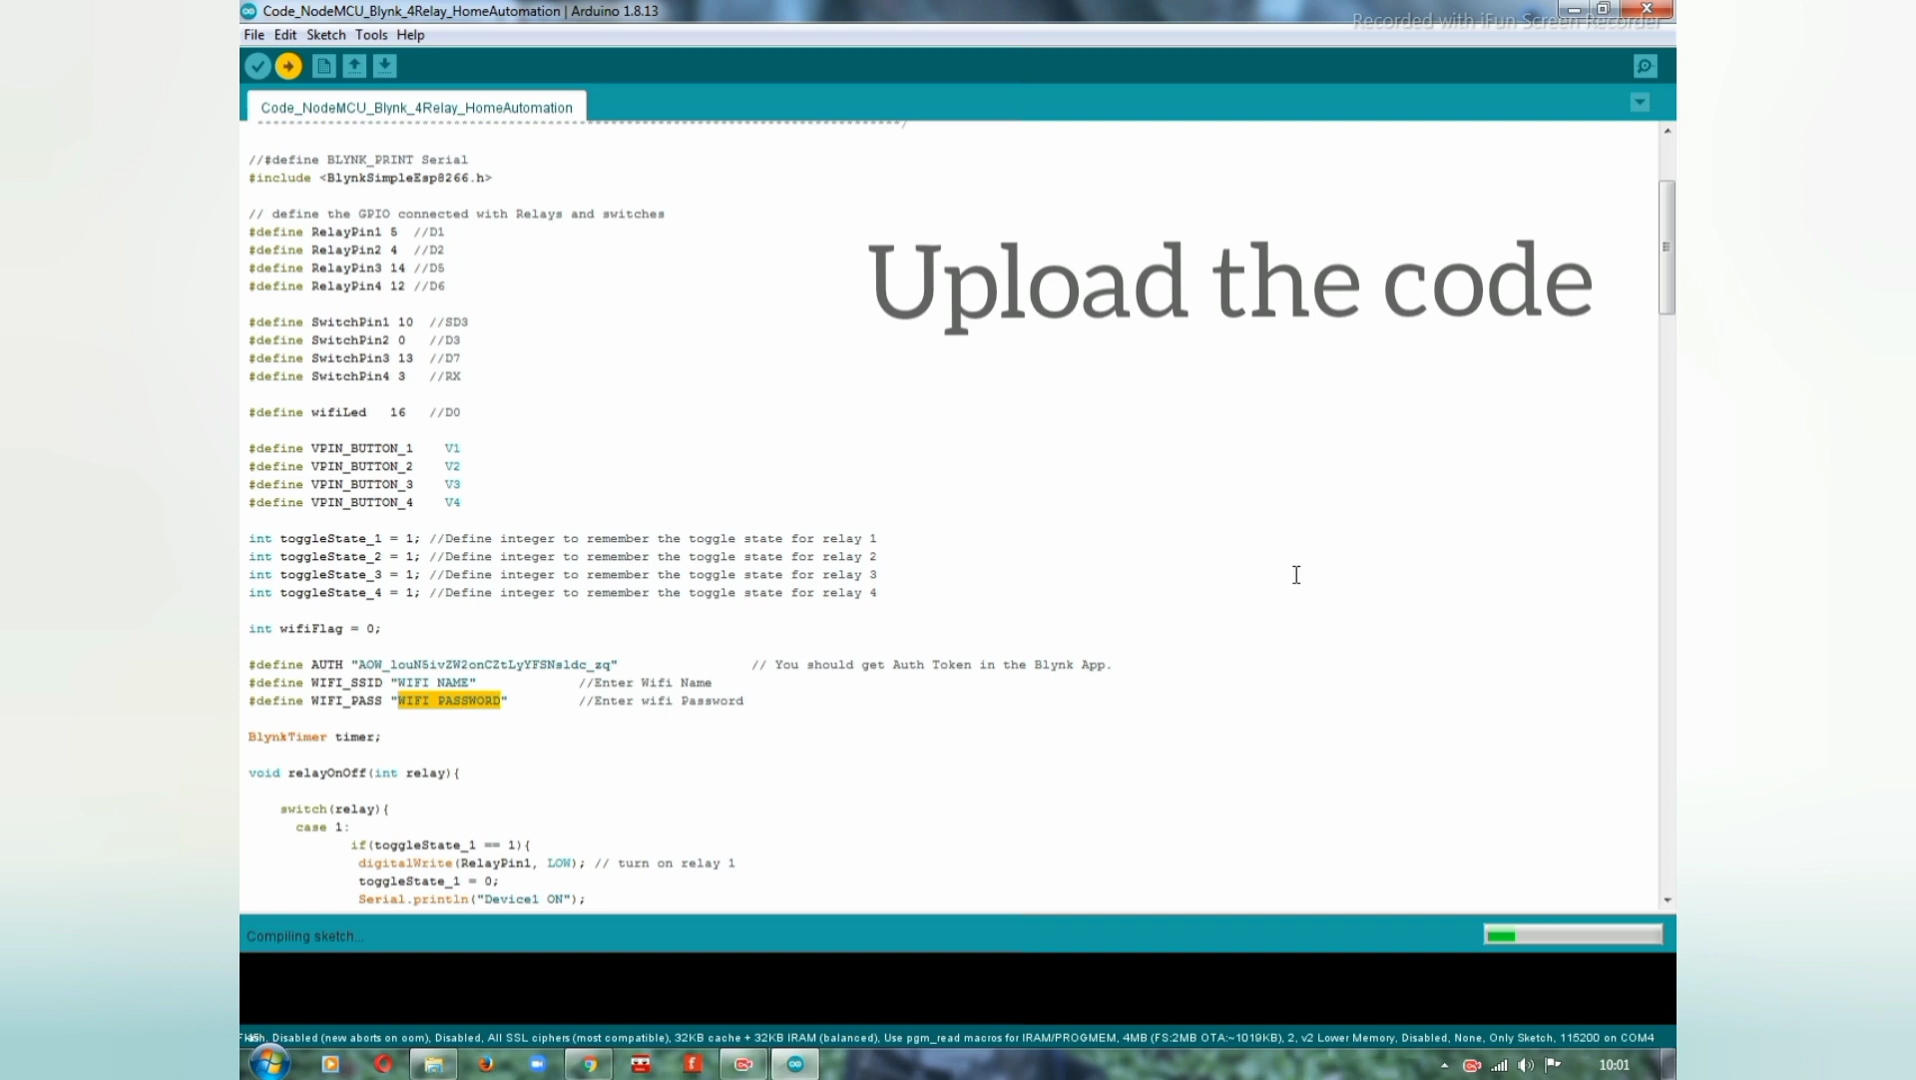 Code_NodeMCU_Blynk_4Relay_HomeAutomation | Arduino 1.8.13
Recorded with iFun Screen Recorder
File Edit Sketch Tools Help
Code_NodeMCU_Blynk_4Relay_HomeAutomation
//#define BLYNK_PRINT Serial
#include <BlynkSimpleEsp8266.h>
// define the GPIO connected with Relays and switches
#define RelayPin1 5 //D1
#define RelayPin2 4 //D2
#define RelayPin3 14 //D5
#define RelayPin4 12 //D6
Upload the code
#define SwitchPin1 10 //SD3
#define SwitchPin2 0 //D3
#define SwitchPin3 13 //D7
#define SwitchPin4 3 //RX
#define wifiLed 16 //D0
#define VPIN_BUTTON_1 V1
#define VPIN_BUTTON_2 V2
#define VPIN_BUTTON_3 V3
#define VPIN_BUTTON_4 V4
int toggleState_1 = 1; //Define integer to remember the toggle state for relay 1
int toggleState_2 = 1; //Define integer to remember the toggle state for relay 2
int toggleState_3 = 1; //Define integer to remember the toggle state for relay 3
int toggleState_4 = 1; //Define integer to remember the toggle state for relay 4
int wifiFlag = 0;
#define AUTH "AOW_louN5ivZW2onCZtLyYFSNsldc_zq" // You should get Auth Token in the Blynk App.
#define WIFI_SSID "WIFI NAME" //Enter Wifi Name
#define WIFI_PASS "WIFI PASSWORD" //Enter wifi Password
BlynkTimer timer;
void relayOnOff(int relay){
switch(relay){
case 1:
if(toggleState_1 == 1){
digitalWrite(RelayPin1, LOW); // turn on relay 1
toggleState_1 = 0;
Serial.println("Device1 ON");
Compiling sketch...
Disabled (new aborts on oom), Disabled, All SSL ciphers (most compatible), 32KB cache + 32KB IRAM (balanced), Use pgm_read macros for IRAM/PROGMEM, 4MB (FS:2MB OTA:~1019KB), 2, v2 Lower Memory, Disabled, None, Only Sketch, 115200 on COM4
10:01